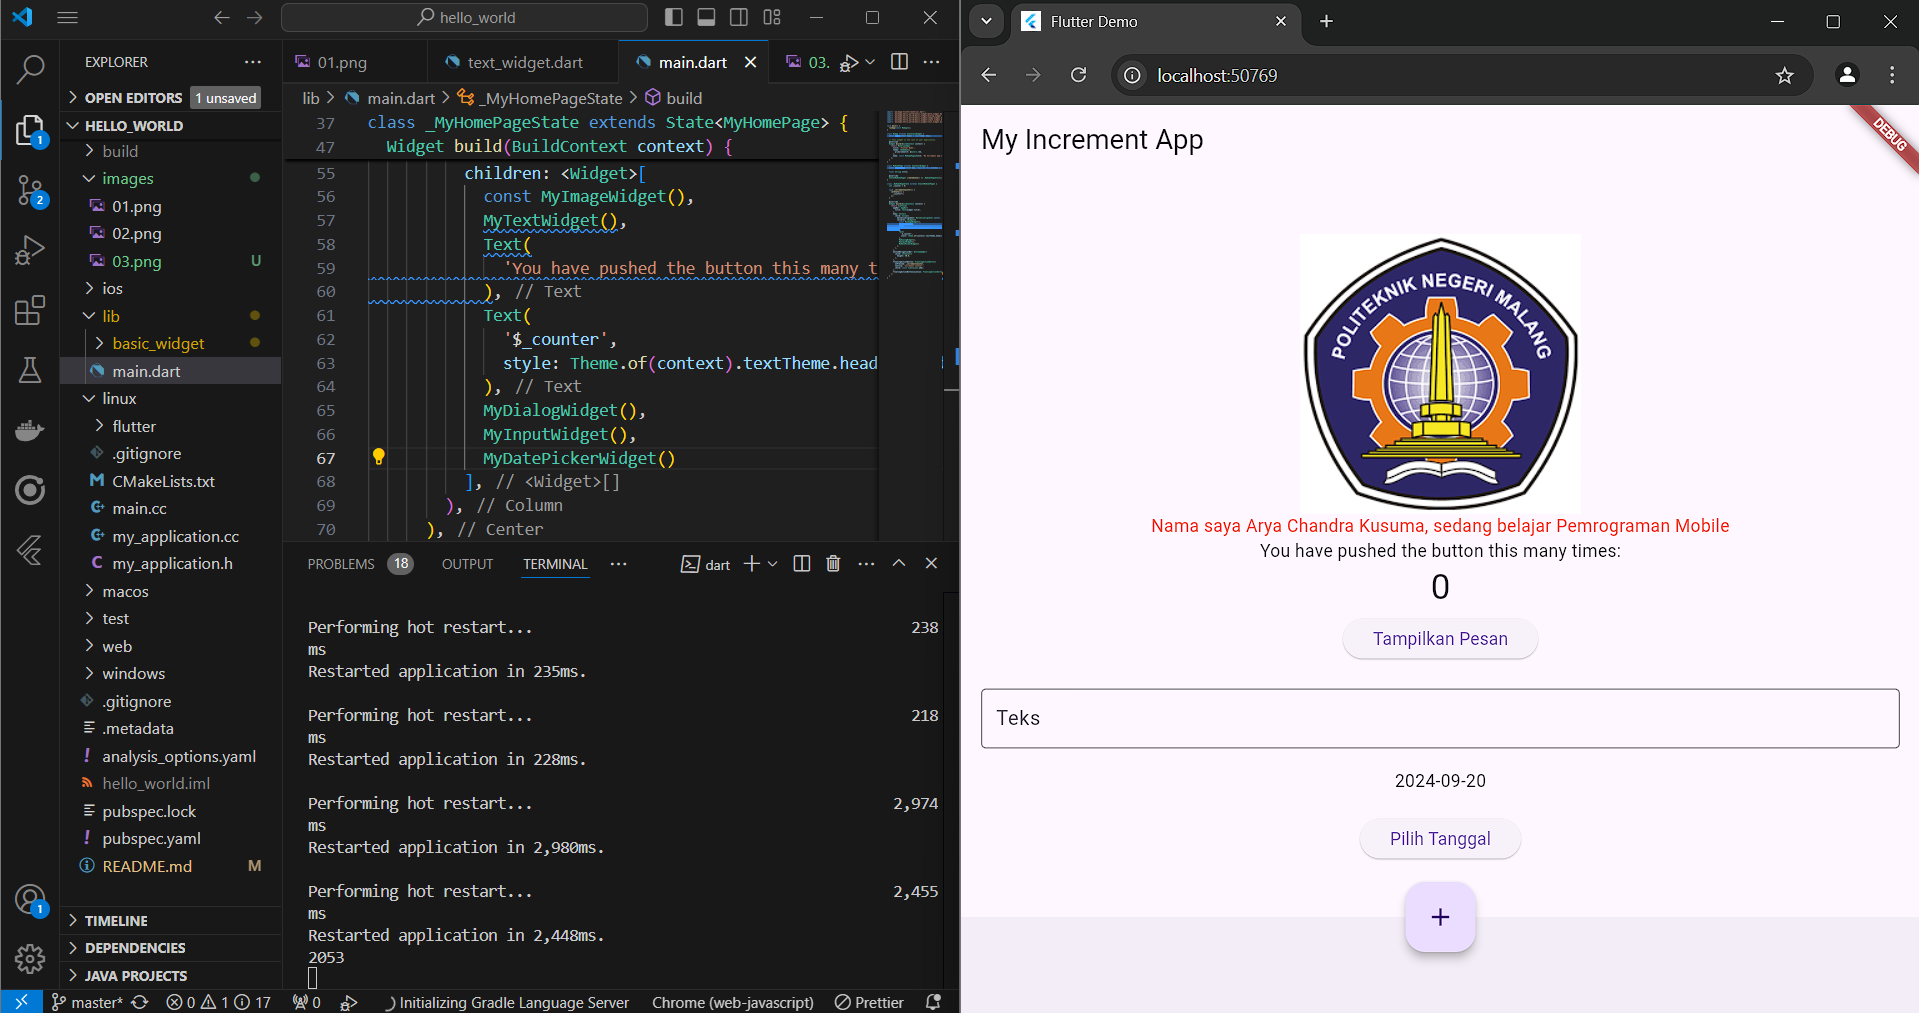 hello_world
EXPLORER
OPEN EDITORS 1 unsaved
HELLO_WORLD
build
images
01.png
02.png
03.png U
ios
lib
basic_widget
main.dart
linux
flutter
.gitignore
CMakeLists.txt
main.cc
my_application.cc
my_application.h
macos
test
web
windows
.gitignore
.metadata
analysis_options.yaml
hello_world.iml
pubspec.lock
pubspec.yaml
README.md M
TIMELINE
DEPENDENCIES
JAVA PROJECTS
1
2
1
01.png text_widget.dart main.dart 03.
lib > main.dart > _MyHomePageState > build
37 class _MyHomePageState extends State<MyHomePage> {
47 Widget build(BuildContext context) {
55 children: <Widget>[
56 const MyImageWidget(),
57 MyTextWidget(),
58 Text(
59 'You have pushed the button this many t
60 ), // Text
61 Text(
62 '$_counter',
63 style: Theme.of(context).textTheme.head
64 ), // Text
65 MyDialogWidget(),
66 MyInputWidget(),
67 MyDatePickerWidget()
68 ], // <Widget>[]
69 ), // Column
70 ), // Center
PROBLEMS 18 OUTPUT TERMINAL dart
Performing hot restart... 238
ms
Restarted application in 235ms.
Performing hot restart... 218
ms
Restarted application in 228ms.
Performing hot restart... 2,974
ms
Restarted application in 2,980ms.
Performing hot restart... 2,455
ms
Restarted application in 2,448ms.
2053
master* 0 1 17 0 Initializing Gradle Language Server Chrome (web-javascript) Prettier
Flutter Demo
localhost:50769
My Increment App
DEBUG
POLITEKNIK NEGERI MALANG
Nama saya Arya Chandra Kusuma, sedang belajar Pemrograman Mobile
You have pushed the button this many times:
0
Tampilkan Pesan
Teks
2024-09-20
Pilih Tanggal
+